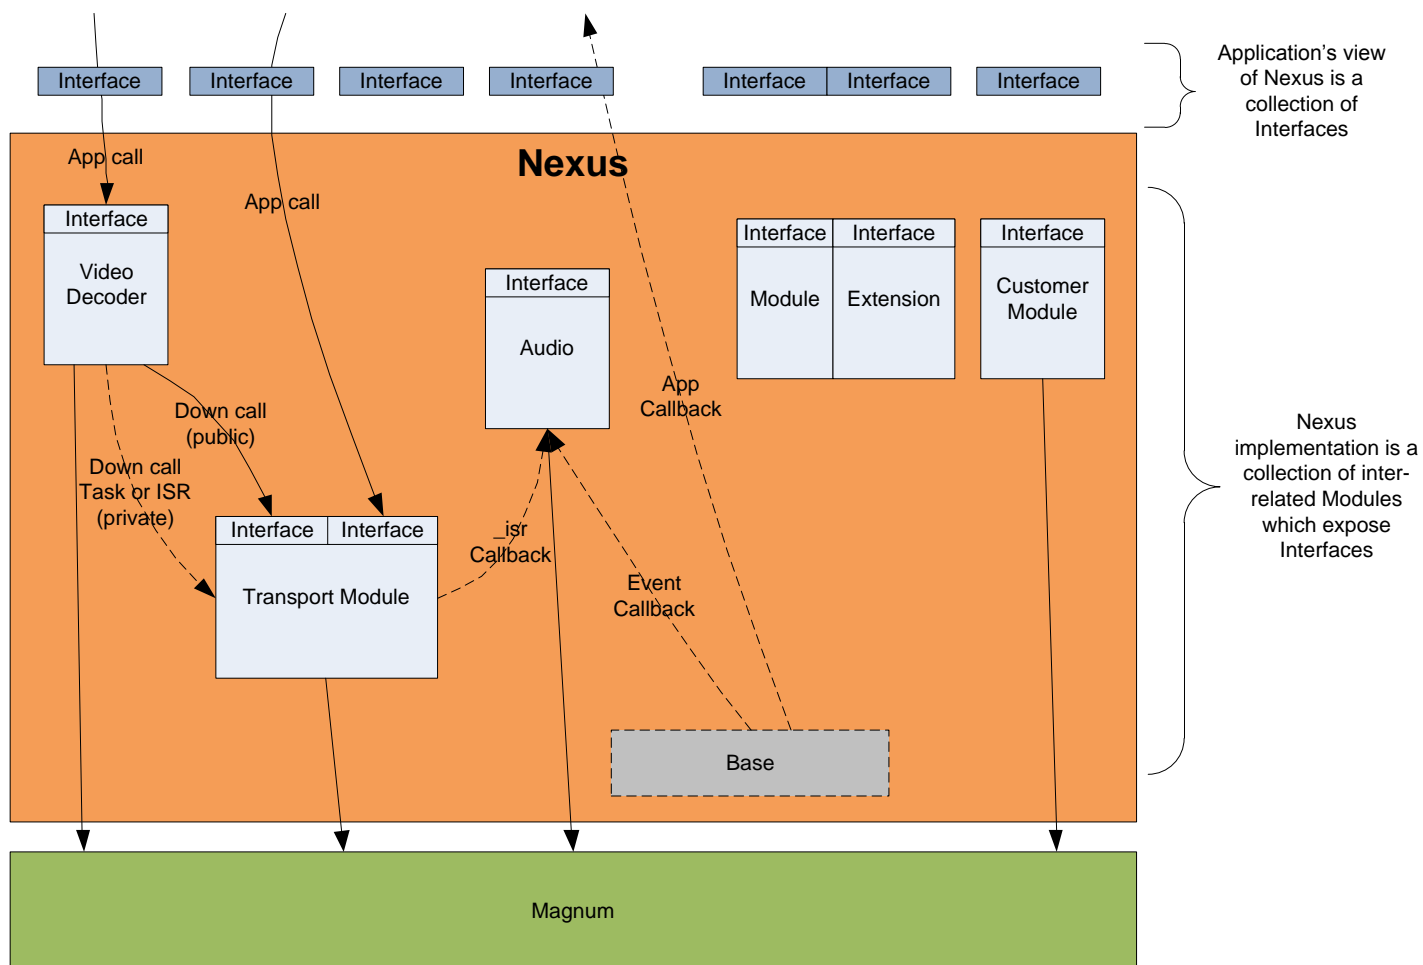 Interface
Interface
Interface
Interface
Interface
Interface
Interface
Application's view
of Nexus is a
collection of
Interfaces
Nexus
App call
App call
Interface
Video
Decoder
Interface
Audio
Interface
Interface
Module
Extension
Interface
Customer
Module
App
Callback
Down call
(public)
Down call
Task or ISR
(private)
Interface
Interface
Transport Module
_isr
Callback
Event
Callback
Nexus
implementation is a
collection of inter-
related Modules
which expose
Interfaces
Base
Magnum